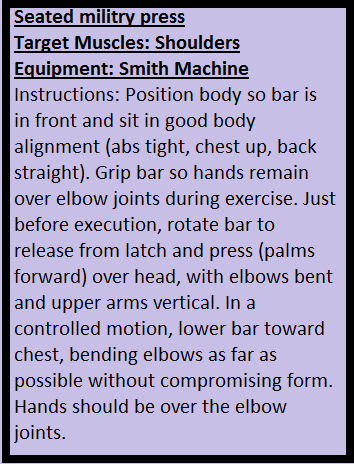 Seated militry press
Target Muscles: Shoulders
Equipment: Smith Machine
Instructions: Position body so bar is
in front and sit in good body
alignment (abs tight, chest up, back
straight). Grip bar so hands remain
over elbow joints during exercise. Just
before execution, rotate bar to
release from latch and press (palms
forward) over head, with elbows bent
and upper arms vertical. In a
controlled motion, lower bar toward
chest, bending elbows as far as
possible without compromising form.
Hands should be over the elbow
joints.